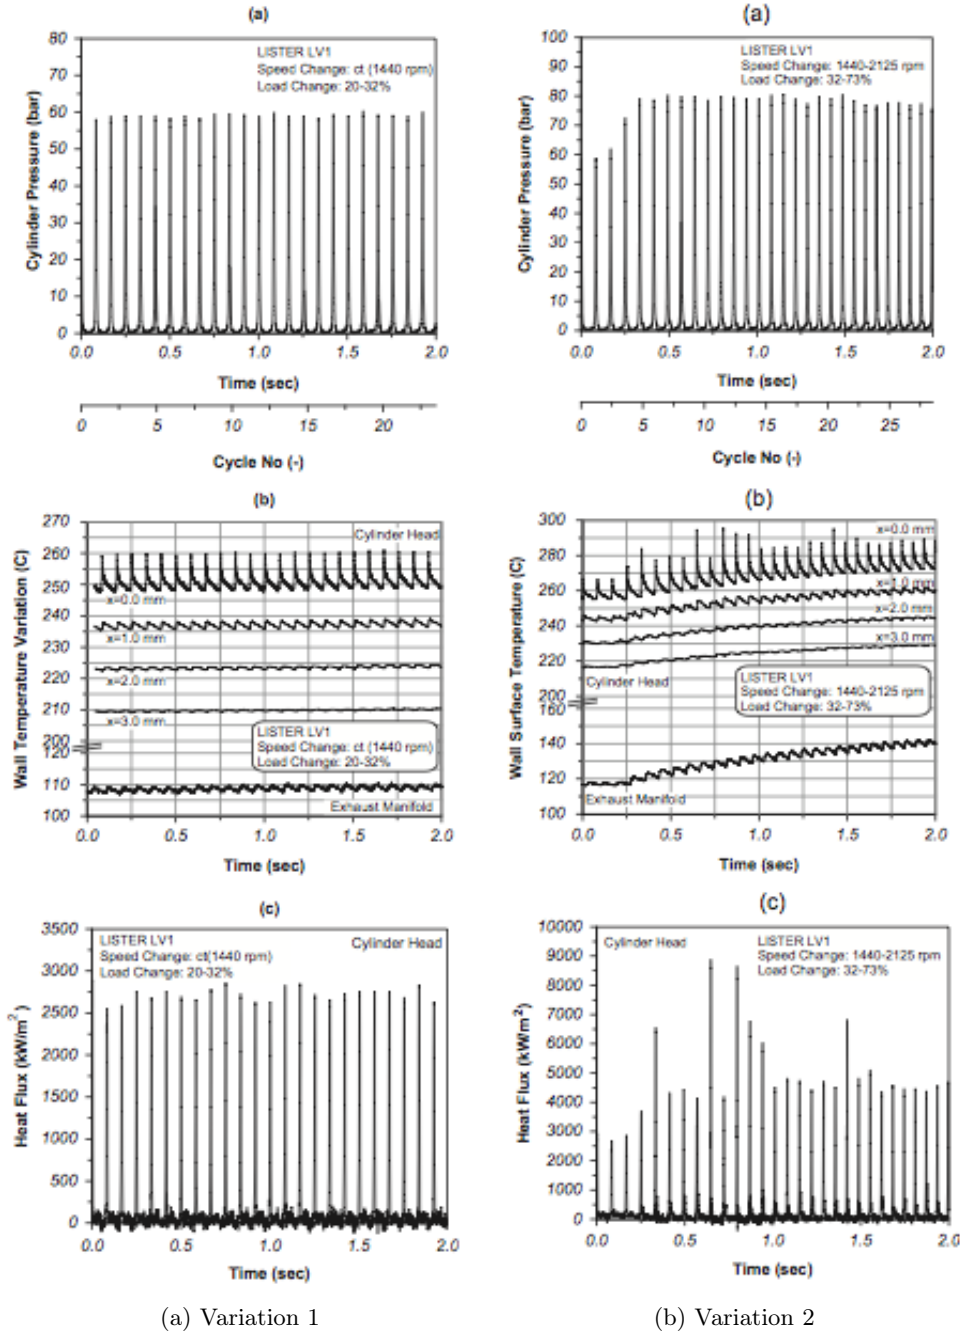 (a)
LISTER LV1
Speed Change: ct (1440 rpm)
Load Change: 20-32%
Cylinder Pressure (bar)
80
70
60
50
40
30
20
10
0
0.0 0.5 1.0 1.5 2.0
Time (sec)
0 5 10 15 20
Cycle No (-)
(a)
LISTER LV1
Speed Change: 1440-2125 rpm
Load Change: 32-73%
Cylinder Pressure (bar)
100
90
80
70
60
50
40
30
20
10
0
0.0 0.5 1.0 1.5 2.0
Time (sec)
0 5 10 15 20 25
Cycle No (-)
(b)
Wall Temperature Variation (C)
270
260
250
240
230
220
210
200
120
110
100
Cylinder Head
x=0.0 mm
x=1.0 mm
x=2.0 mm
x=3.0 mm
LISTER LV1
Speed Change: ct (1440 rpm)
Load Change: 20-32%
Exhaust Manifold
0.0 0.5 1.0 1.5 2.0
Time (sec)
(b)
Wall Surface Temperature (C)
300
280
260
240
220
200
160
140
120
100
x=0.0 mm
x=1.0 mm
x=2.0 mm
x=3.0 mm
Cylinder Head
LISTER LV1
Speed Change: 1440-2125 rpm
Load Change: 32-73%
Exhaust Manifold
0.0 0.5 1.0 1.5 2.0
Time (sec)
(c)
Heat Flux (kW/m²)
3500
3000
2500
2000
1500
1000
500
0
LISTER LV1
Speed Change: ct(1440 rpm)
Load Change: 20-32%
Cylinder Head
0.0 0.5 1.0 1.5 2.0
Time (sec)
(c)
Heat Flux (kW/m²)
10000
9000
8000
7000
6000
5000
4000
3000
2000
1000
0
Cylinder Head
LISTER LV1
Speed Change: 1440-2125 rpm
Load Change: 32-73%
0.0 0.5 1.0 1.5 2.0
Time (sec)
(a) Variation 1
(b) Variation 2